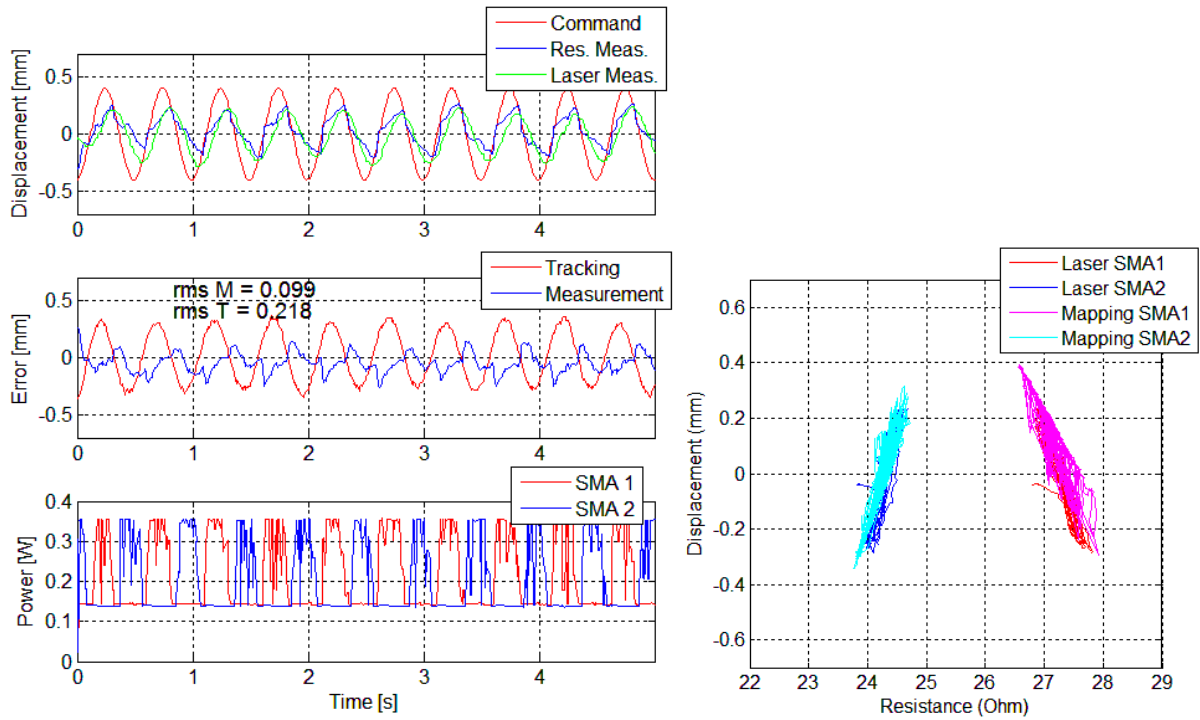 Command
Res. Meas.
Laser Meas.
Displacement [mm]
0.5
0
-0.5
0 1 2 3 4
Tracking
Measurement
rms M = 0.099
rms T = 0.218
Error [mm]
0.5
0
-0.5
0 1 2 3 4
SMA 1
SMA 2
Power [W]
0.4
0.3
0.2
0.1
0
0 1 2 3 4
Time [s]
Laser SMA1
Laser SMA2
Mapping SMA1
Mapping SMA2
Displacement (mm)
0.6
0.4
0.2
0
-0.2
-0.4
-0.6
22 23 24 25 26 27 28 29
Resistance (Ohm)